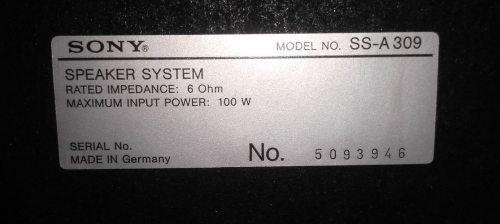 SONY® MODEL NO. SS-A309
SPEAKER SYSTEM
RATED IMPEDANCE: 6 Ohm
MAXIMUM INPUT POWER: 100 W
SERIAL No.
MADE IN Germany No. 5093946